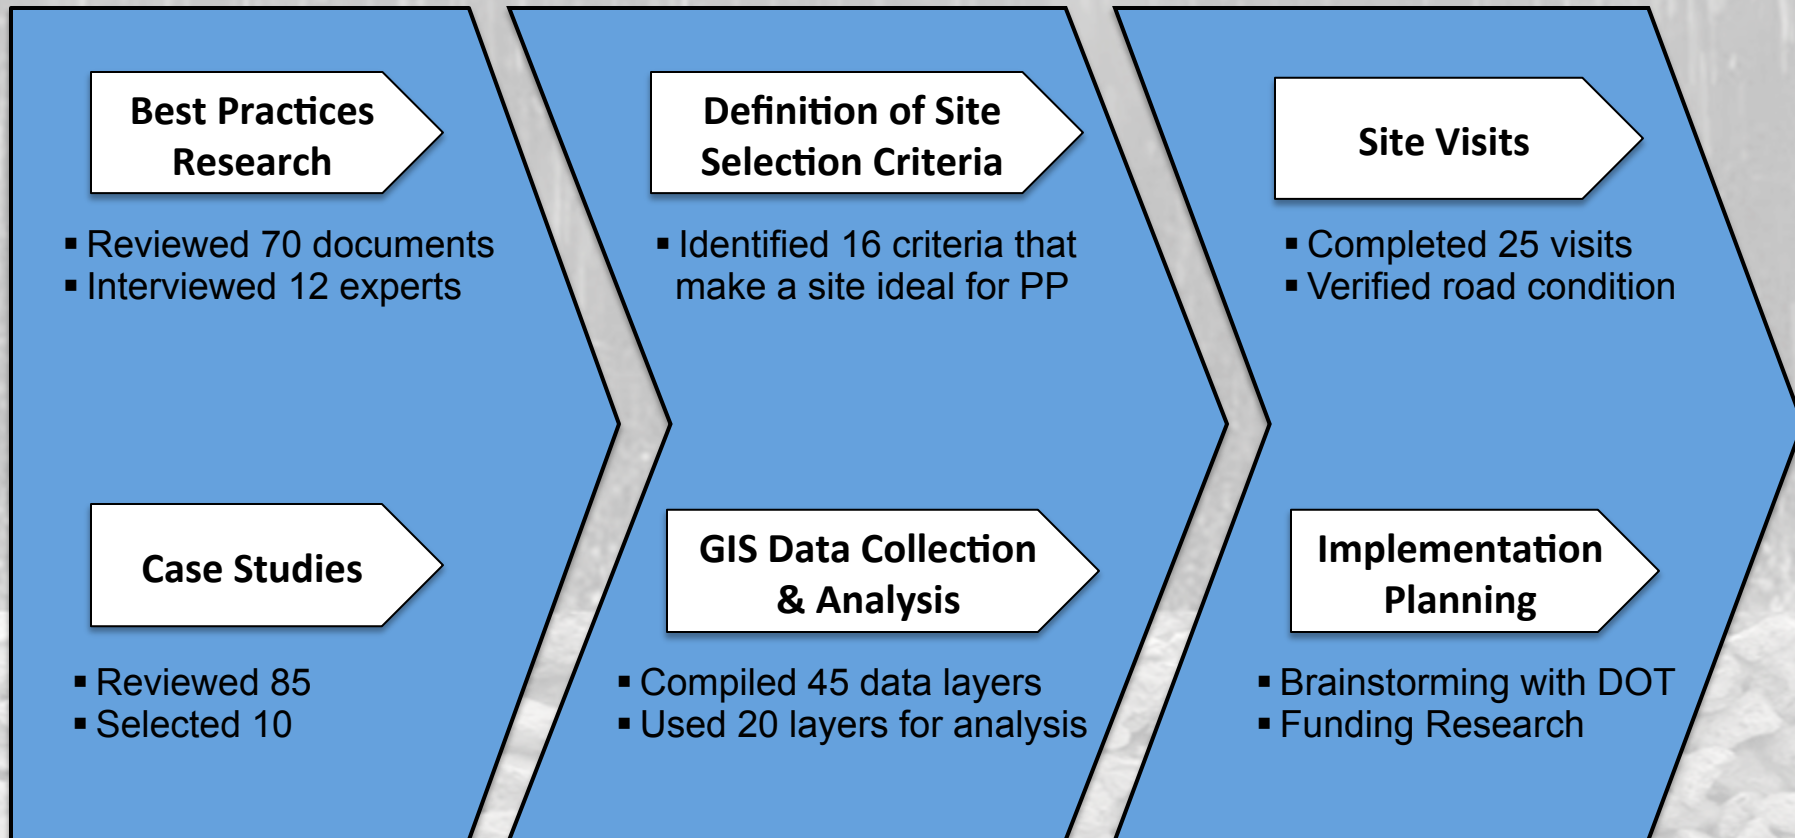 Best Practices
Research
▪ Reviewed 70 documents
▪ Interviewed 12 experts
Case Studies
▪ Reviewed 85
▪ Selected 10
Definition of Site
Selection Criteria
▪ Identified 16 criteria that
make a site ideal for PP
GIS Data Collection
& Analysis
▪ Compiled 45 data layers
▪ Used 20 layers for analysis
Site Visits
▪ Completed 25 visits
▪ Verified road condition
Implementation
Planning
▪ Brainstorming with DOT
▪ Funding Research